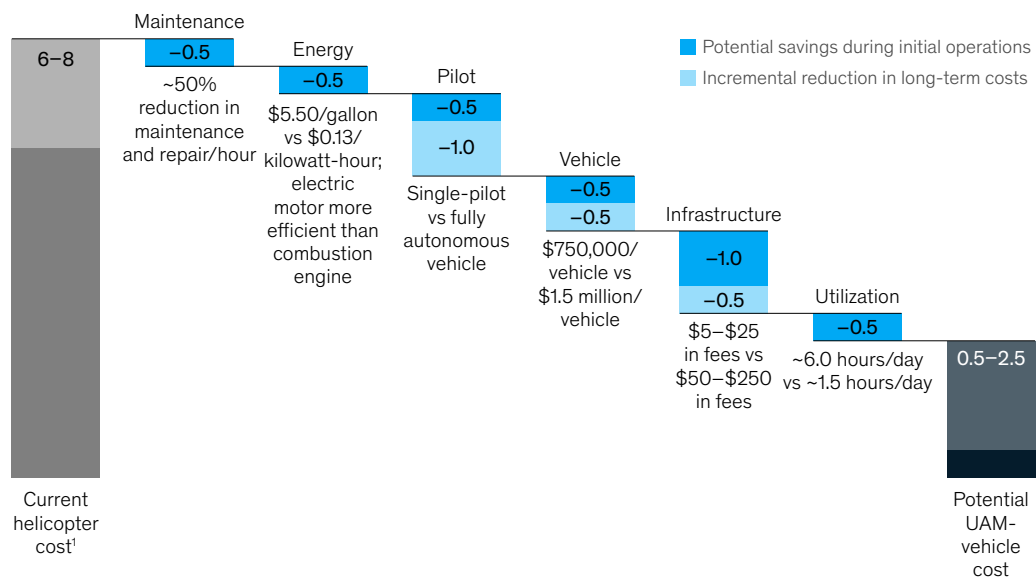 Maintenance
6–8
–0.5
~50%
reduction in
maintenance
and repair/hour
Energy
–0.5
$5.50/gallon
vs $0.13/
kilowatt-hour;
electric
motor more
efficient than
combustion
engine
Pilot
–0.5
–1.0
Single-pilot
vs fully
autonomous
vehicle
Vehicle
–0.5
–0.5
$750,000/
vehicle vs
$1.5 million/
vehicle
Infrastructure
–1.0
–0.5
$5–$25
in fees vs
$50–$250
in fees
Utilization
–0.5
~6.0 hours/day
vs ~1.5 hours/day
0.5–2.5
Potential savings during initial operations
Incremental reduction in long-term costs
Current
helicopter
cost¹
Potential
UAM-
vehicle
cost